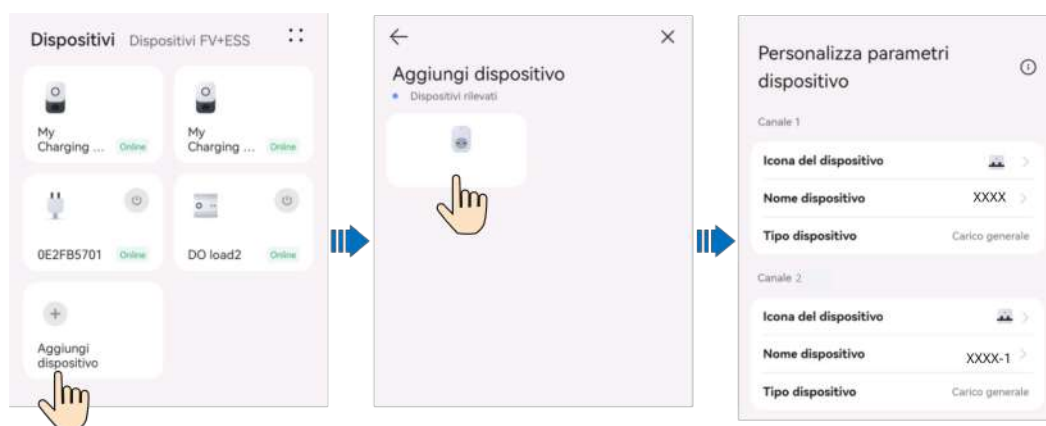 Dispositivi Dispositivi FV+ESS
My
Charging ... Online
My
Charging ... Online
0E2FB5701 Online
DO load2 Online
Aggiungi
dispositivo
Aggiungi dispositivo
Dispositivi rilevati
Personalizza parametri
dispositivo
Canale 1
Icona del dispositivo
Nome dispositivo XXXX
Tipo dispositivo Carico generale
Canale 2
Icona del dispositivo
Nome dispositivo XXXX-1
Tipo dispositivo Carico generale